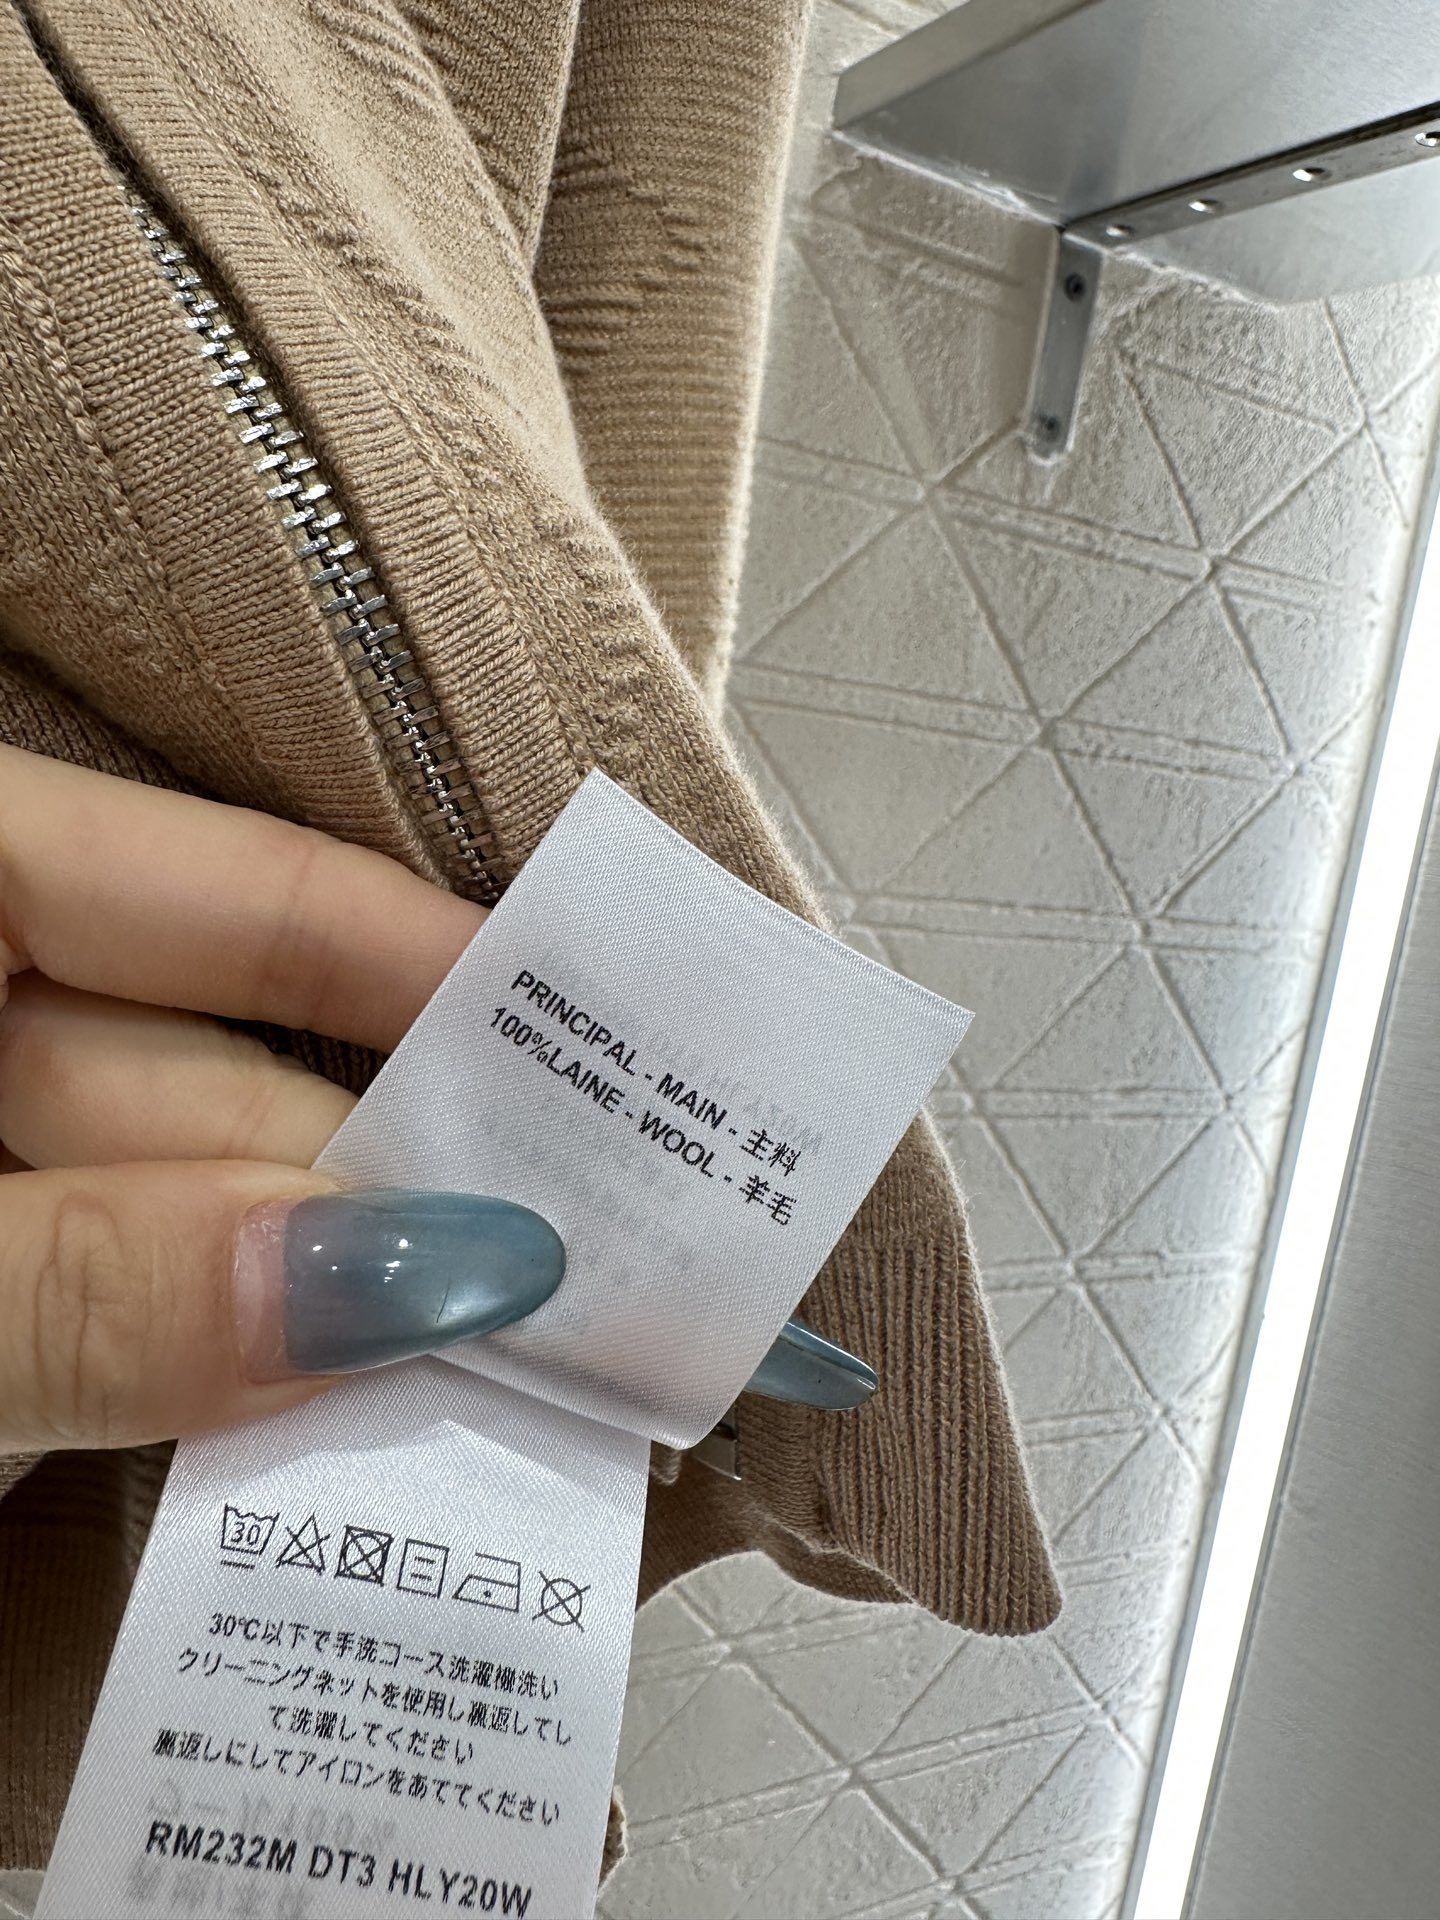 PRINCIPAL - MAIN - 主料
100%LAINE - WOOL - 羊毛
30
30℃以下で手洗コース洗濯機洗い
クリーニングネットを使用し裏返してし
て洗濯してください
裏返しにしてアイロンをあててください
RM232M DT3 HLY20W